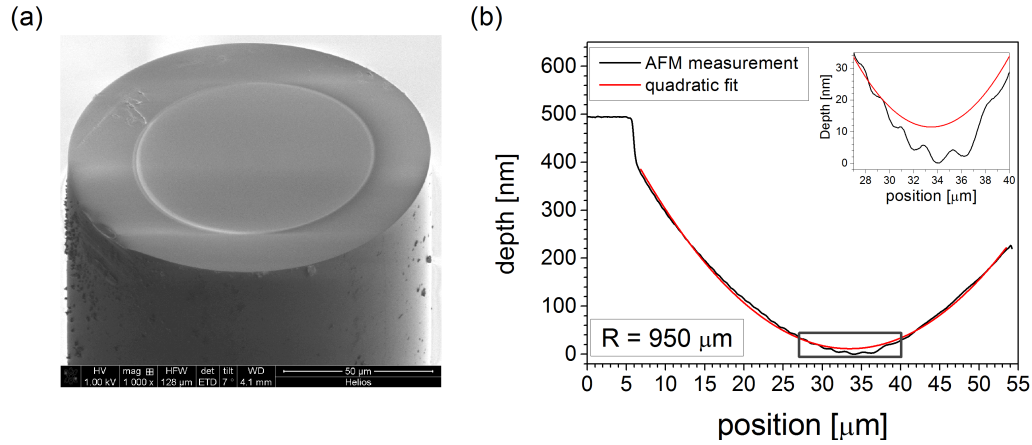 (a)
HV mag ⊞ HFW det tilt WD
1.00 kV 1 000 x 128 µm ETD 7 ° 4.1 mm
50 µm
Helios
(b)
AFM measurement
quadratic fit
R = 950 µm
depth [nm]
600
500
400
300
200
100
0
0 5 10 15 20 25 30 35 40 45 50 55
position [µm]
Depth [nm]
30
20
10
0
26 28 30 32 34 36 38 40
position [µm]